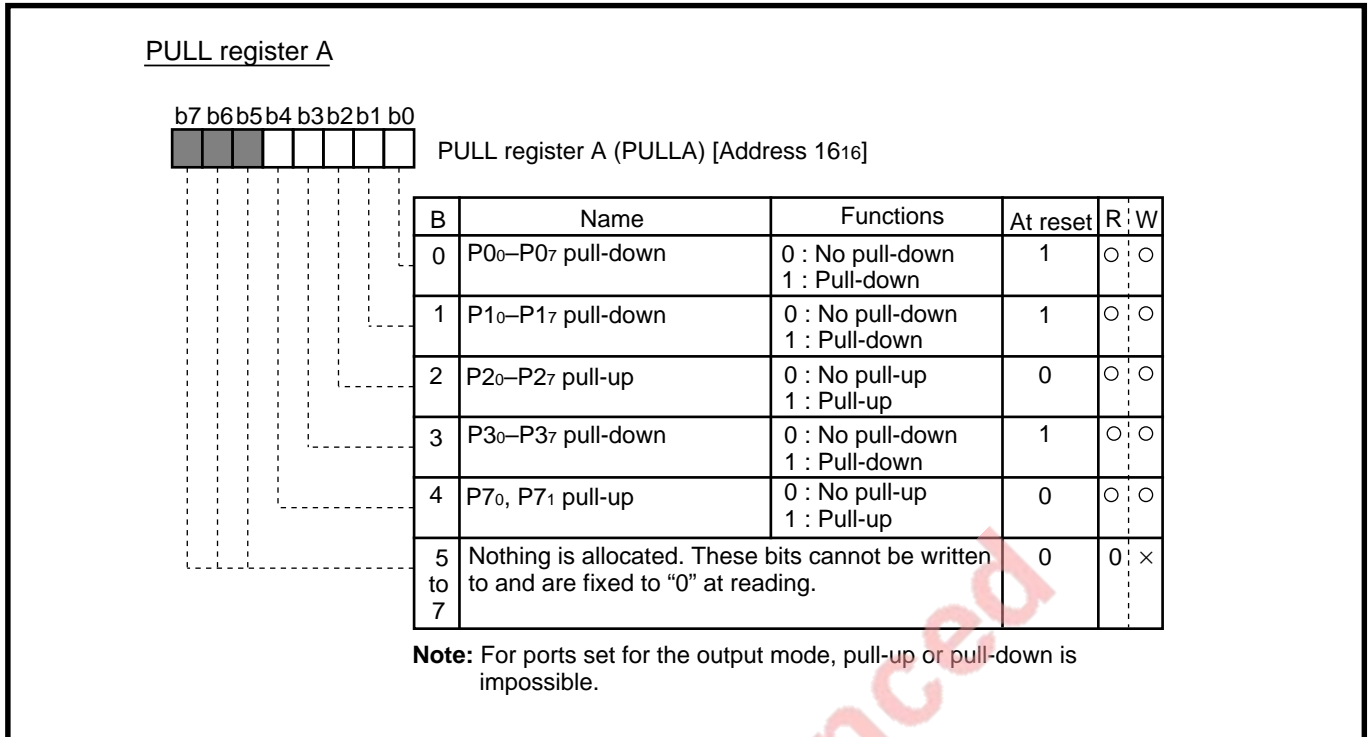 PULL register A
b7 b6b5b4 b3b2b1 b0
PULL register A (PULLA) [Address 16₁₆]
B Name Functions At reset R W
0 P0₀–P0₇ pull-down 0 : No pull-down 1 ○ ○
1 : Pull-down
1 P1₀–P1₇ pull-down 0 : No pull-down 1 ○ ○
1 : Pull-down
2 P2₀–P2₇ pull-up 0 : No pull-up 0 ○ ○
1 : Pull-up
3 P3₀–P3₇ pull-down 0 : No pull-down 1 ○ ○
1 : Pull-down
4 P7₀, P7₁ pull-up 0 : No pull-up 0 ○ ○
1 : Pull-up
5 Nothing is allocated. These bits cannot be written 0 0 ×
to to and are fixed to “0” at reading.
7
Note: For ports set for the output mode, pull-up or pull-down is
impossible.